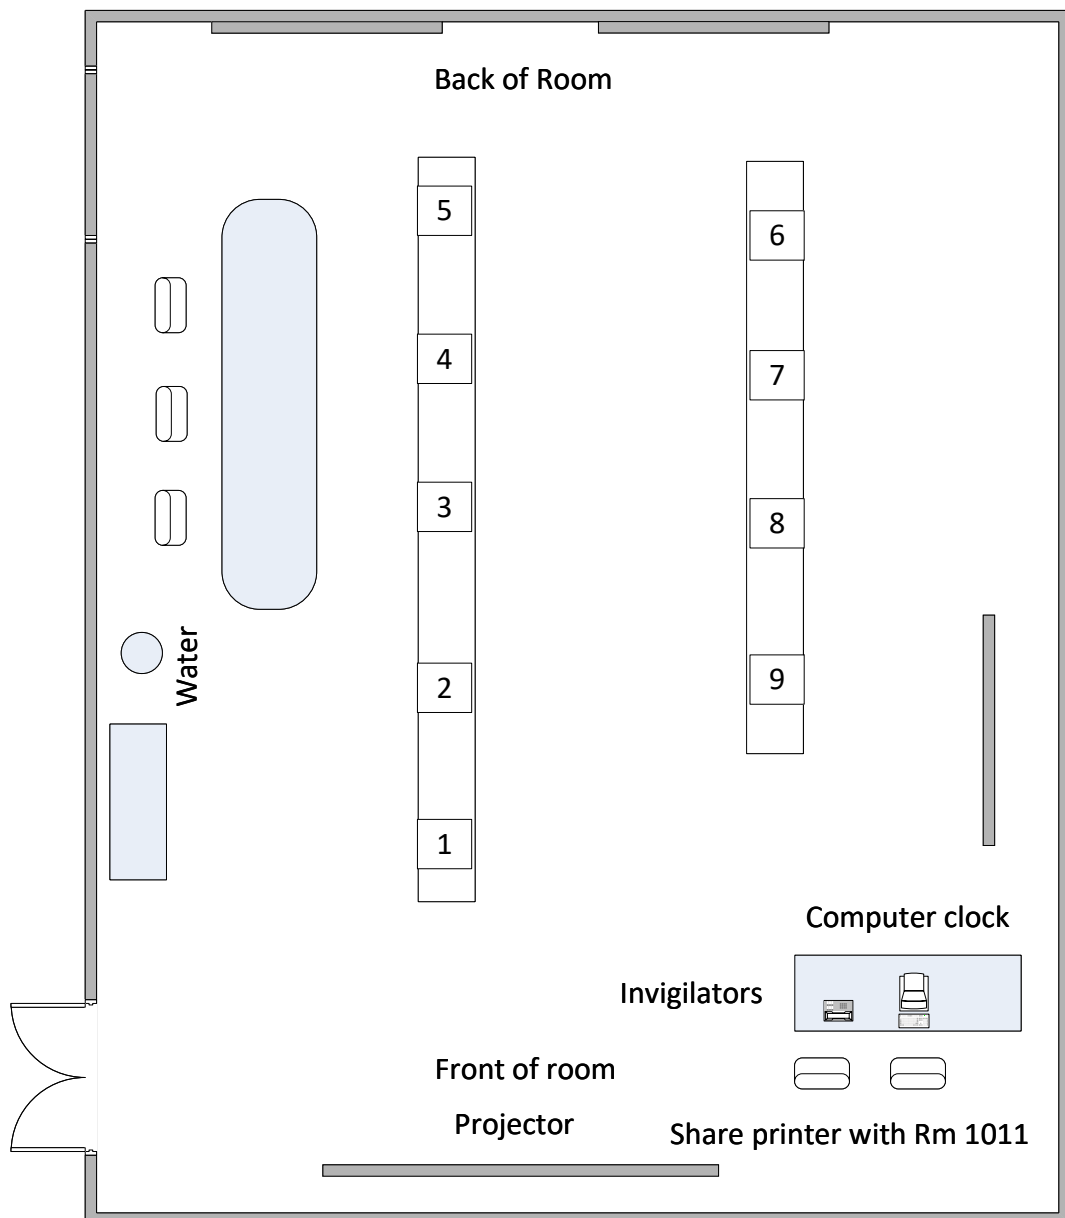 Back of Room
5
6
4
7
3
8
Water
2
9
1
Computer clock
Invigilators
Front of room
Projector
Share printer with Rm 1011